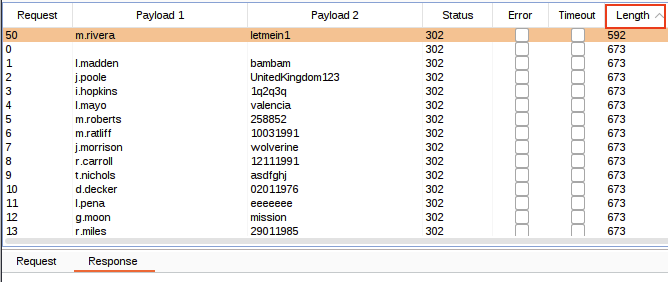 Request Payload 1 Payload 2 Status Error Timeout Length
50 m.rivera letmein1 302 592
0 302 673
1 l.madden bambam 302 673
2 j.poole UnitedKingdom123 302 673
3 i.hopkins 1q2q3q 302 673
4 l.mayo valencia 302 673
5 m.roberts 258852 302 673
6 m.ratliff 10031991 302 673
7 j.morrison wolverine 302 673
8 r.carroll 12111991 302 673
9 t.nichols asdfghj 302 673
10 d.decker 02011976 302 673
11 l.pena eeeeeee 302 673
12 g.moon mission 302 673
13 r.miles 29011985 302 673
Request Response